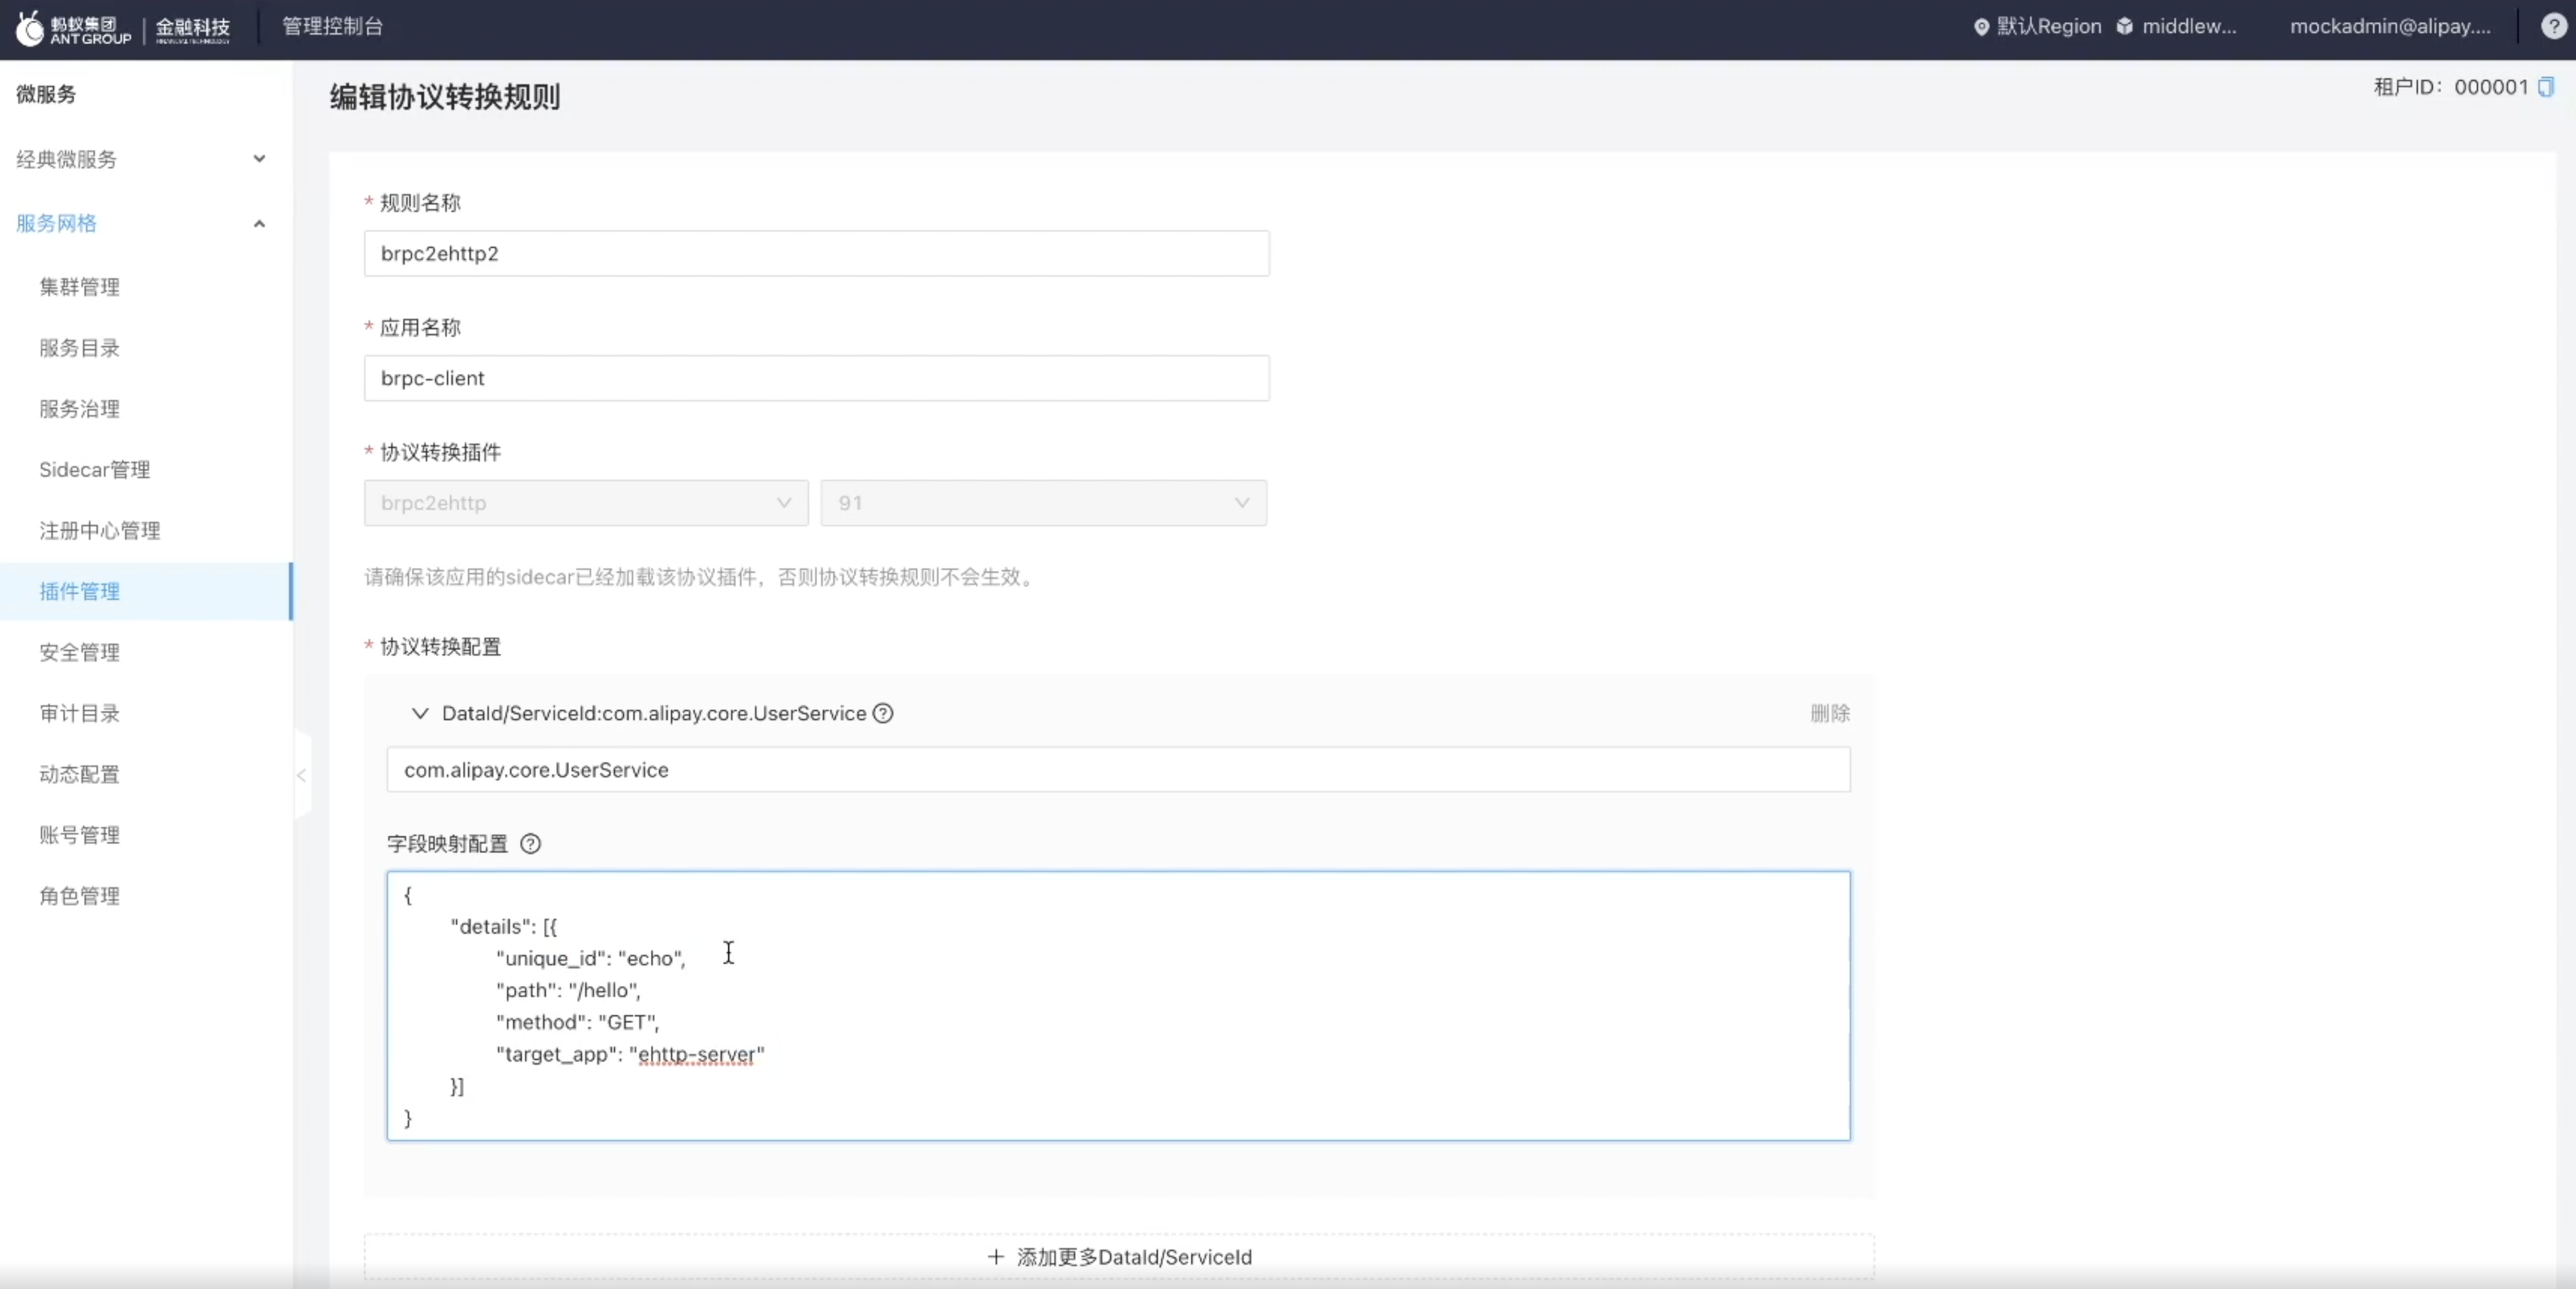 蚂蚁集团
ANT GROUP
金融科技
管理控制台
默认Region
middlew...
mockadmin@alipay....
微服务
经典微服务
服务网格
集群管理
服务目录
服务治理
Sidecar管理
注册中心管理
插件管理
安全管理
审计目录
动态配置
账号管理
角色管理
编辑协议转换规则
租户ID：000001
* 规则名称
brpc2ehttp2
* 应用名称
brpc-client
* 协议转换插件
brpc2ehttp
91
请确保该应用的sidecar已经加载该协议插件，否则协议转换规则不会生效。
* 协议转换配置
DataId/ServiceId:com.alipay.core.UserService
删除
com.alipay.core.UserService
字段映射配置
{
"details": [{
"unique_id": "echo",
"path": "/hello",
"method": "GET",
"target_app": "ehttp-server"
}]
}
+ 添加更多DataId/ServiceId